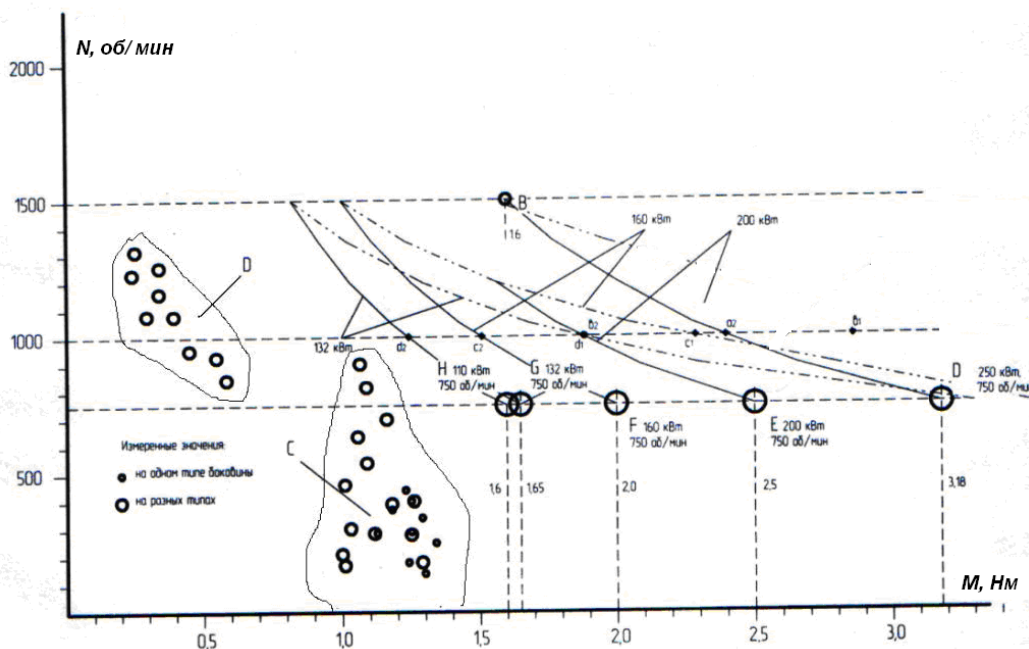 N, об/мин
2000
1500
B
1.6
160 кВт
200 кВт
D
1000
132 кВт
d₂
c₂
d₁
в₂
c₁
a₂
в₁
H 110 кВт
750 об/мин
G 132 кВт
750 об/мин
D
250 кВт,
750 об/м
F 160 кВт
750 об/мин
E 200 кВт
750 об/мин
Измеренные значения:
на одном типе боковины
на разных типах
C
500
1,6
1,65
2,0
2,5
3,18
M, Нм
0,5
1,0
1,5
2,0
2,5
3,0